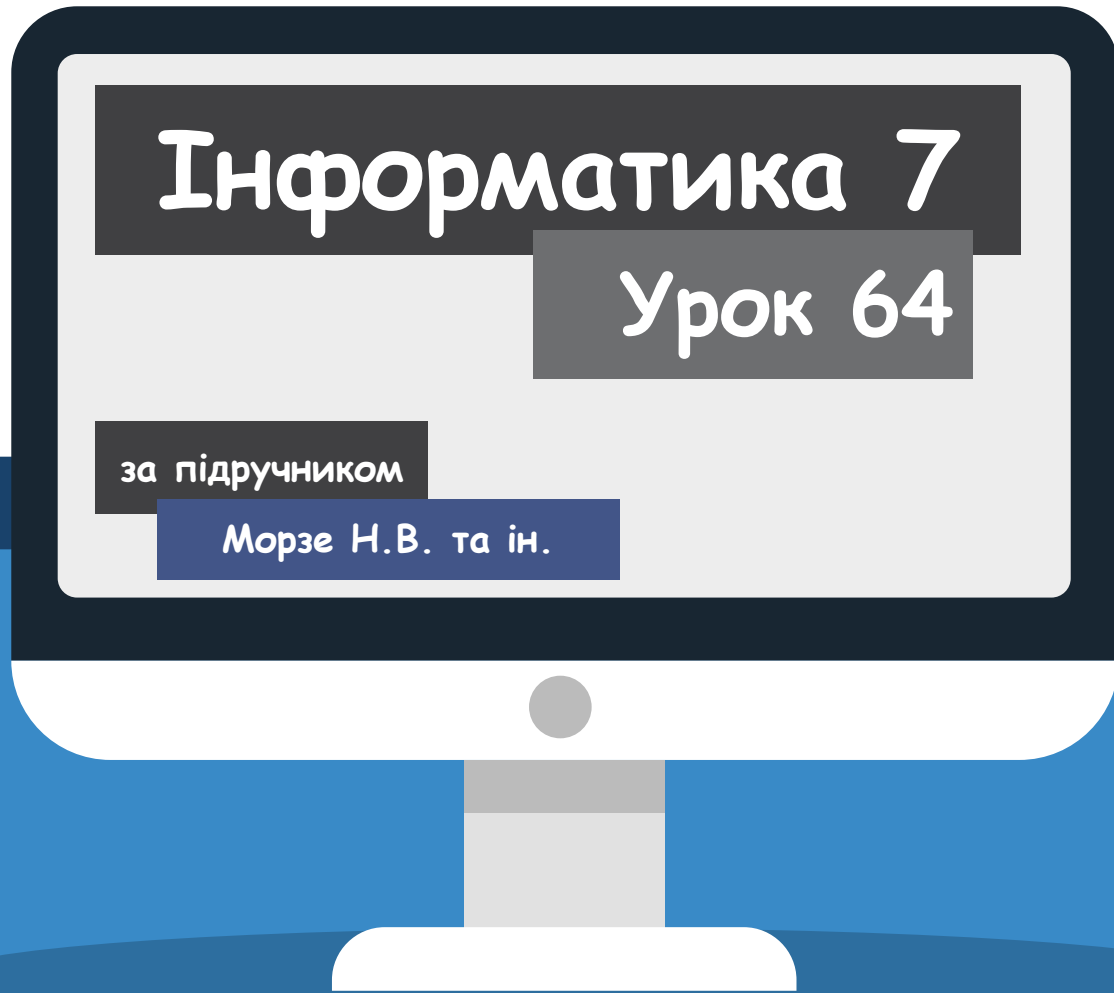 Інформатика 7
Урок 64
за підручником
Морзе Н.В. та ін.